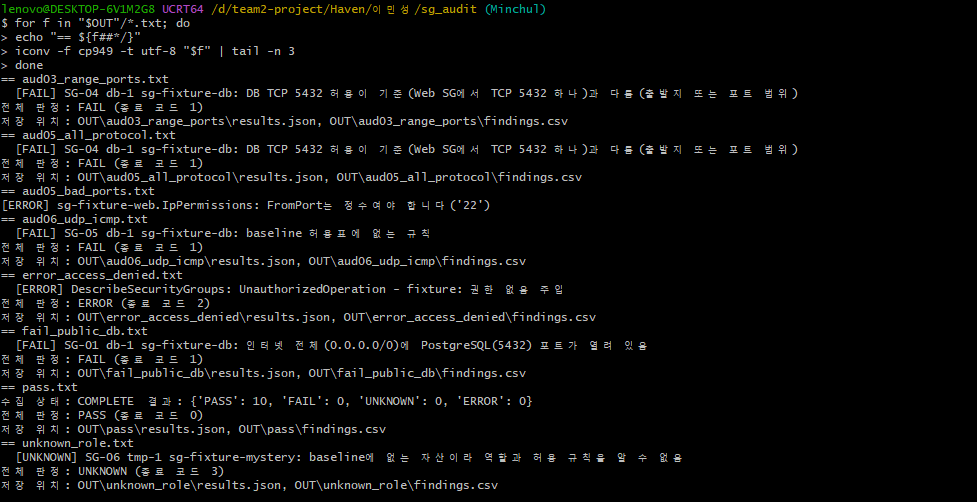 lenovo@DESKTOP-6V1M2G8 UCRT64 /d/team2-project/Haven/이민성/sg_audit (Minchul)
$ for f in "$OUT"/*.txt; do
> echo "== ${f##*/}"
> iconv -f cp949 -t utf-8 "$f" | tail -n 3
> done
== aud03_range_ports.txt
  [FAIL] SG-04 db-1 sg-fixture-db: DB TCP 5432 허용이 기준(Web SG에서 TCP 5432 하나)과 다름(출발지 또는 포트 범위)
전체 판정: FAIL (종료 코드 1)
저장 위치: OUT\aud03_range_ports\results.json, OUT\aud03_range_ports\findings.csv
== aud05_all_protocol.txt
  [FAIL] SG-04 db-1 sg-fixture-db: DB TCP 5432 허용이 기준(Web SG에서 TCP 5432 하나)과 다름(출발지 또는 포트 범위)
전체 판정: FAIL (종료 코드 1)
저장 위치: OUT\aud05_all_protocol\results.json, OUT\aud05_all_protocol\findings.csv
== aud05_bad_ports.txt
[ERROR] sg-fixture-web.IpPermissions: FromPort는 정수여야 합니다('22')
== aud06_udp_icmp.txt
  [FAIL] SG-05 db-1 sg-fixture-db: baseline 허용표에 없는 규칙
전체 판정: FAIL (종료 코드 1)
저장 위치: OUT\aud06_udp_icmp\results.json, OUT\aud06_udp_icmp\findings.csv
== error_access_denied.txt
  [ERROR] DescribeSecurityGroups: UnauthorizedOperation - fixture: 권한 없음 주입
전체 판정: ERROR (종료 코드 2)
저장 위치: OUT\error_access_denied\results.json, OUT\error_access_denied\findings.csv
== fail_public_db.txt
  [FAIL] SG-01 db-1 sg-fixture-db: 인터넷 전체(0.0.0.0/0)에 PostgreSQL(5432) 포트가 열려 있음
전체 판정: FAIL (종료 코드 1)
저장 위치: OUT\fail_public_db\results.json, OUT\fail_public_db\findings.csv
== pass.txt
수집 상태: COMPLETE 결과: {'PASS': 10, 'FAIL': 0, 'UNKNOWN': 0, 'ERROR': 0}
전체 판정: PASS (종료 코드 0)
저장 위치: OUT\pass\results.json, OUT\pass\findings.csv
== unknown_role.txt
  [UNKNOWN] SG-06 tmp-1 sg-fixture-mystery: baseline에 없는 자산이라 역할과 허용 규칙을 알 수 없음
전체 판정: UNKNOWN (종료 코드 3)
저장 위치: OUT\unknown_role\results.json, OUT\unknown_role\findings.csv